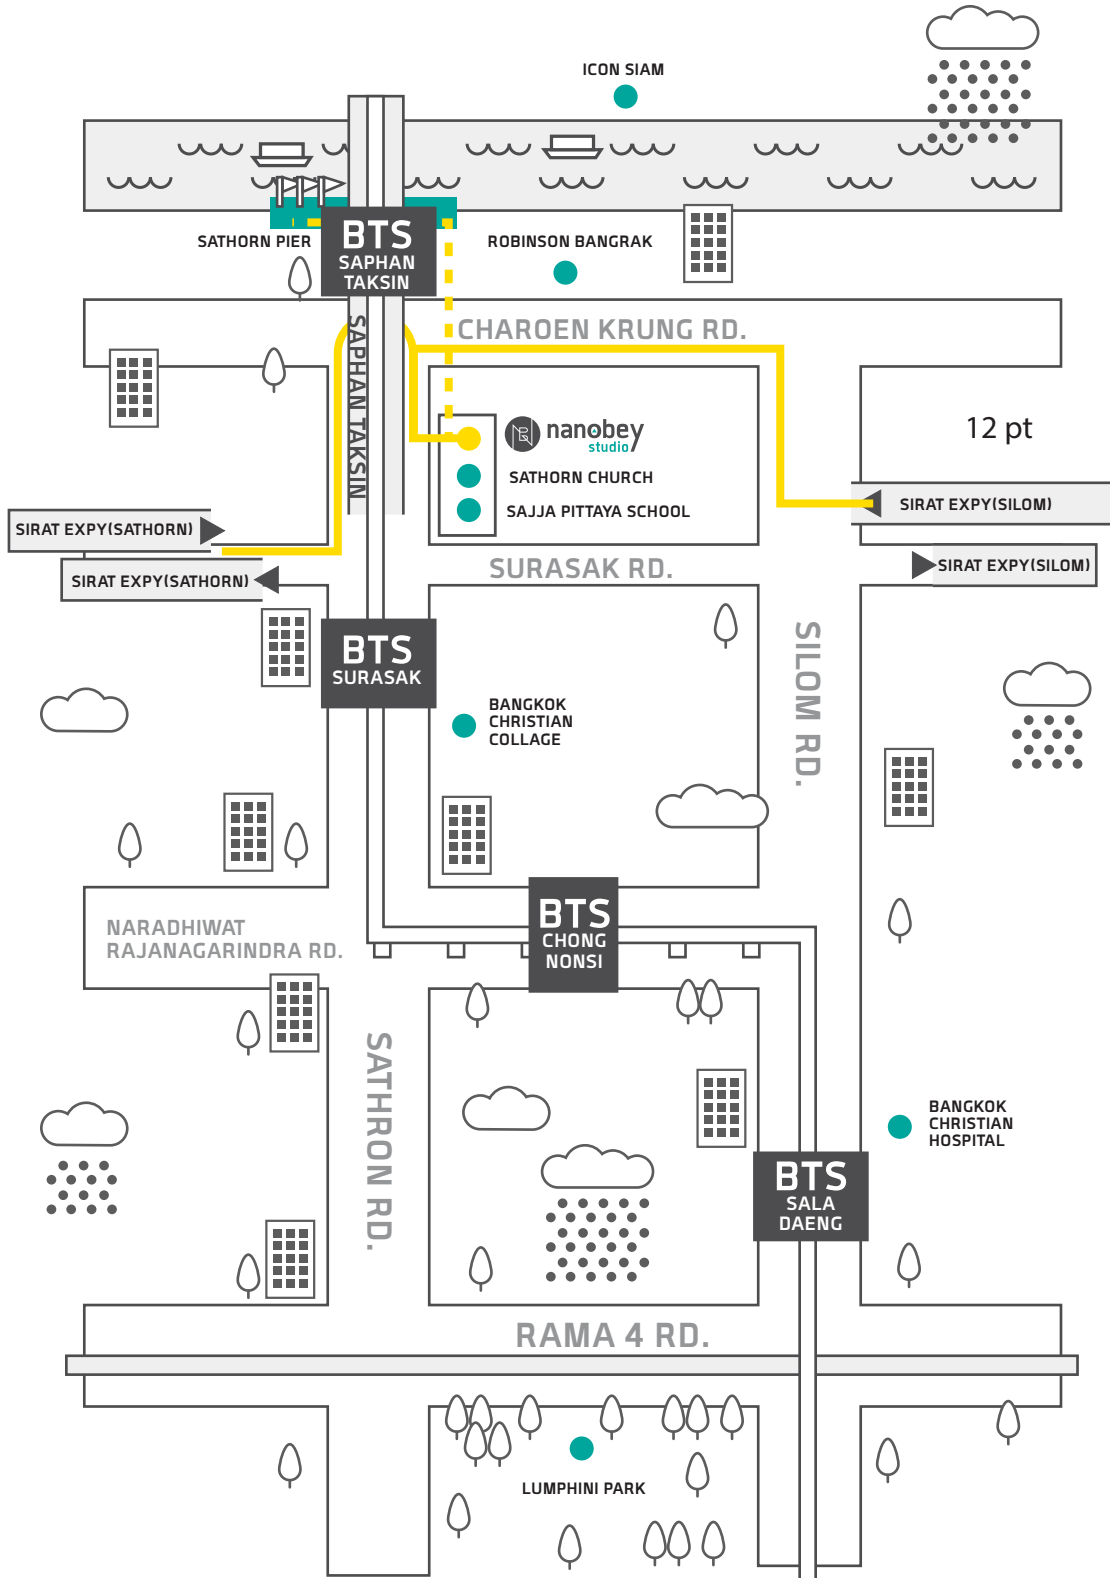 ICON SIAM
SATHORN PIER
BTS
SAPHAN
TAKSIN
ROBINSON BANGRAK
SAPHAN TAKSIN
CHAROEN KRUNG RD.
nanobey
studio
12 pt
SATHORN CHURCH
SAJJA PITTAYA SCHOOL
SIRAT EXPY(SILOM)
SIRAT EXPY(SATHORN)
SURASAK RD.
SIRAT EXPY(SILOM)
SIRAT EXPY(SATHORN)
BTS
SURASAK
SILOM RD.
BANGKOK
CHRISTIAN
COLLAGE
NARADHIWAT
RAJANAGARINDRA RD.
BTS
CHONG
NONSI
SATHRON RD.
BANGKOK
CHRISTIAN
HOSPITAL
BTS
SALA
DAENG
RAMA 4 RD.
LUMPHINI PARK